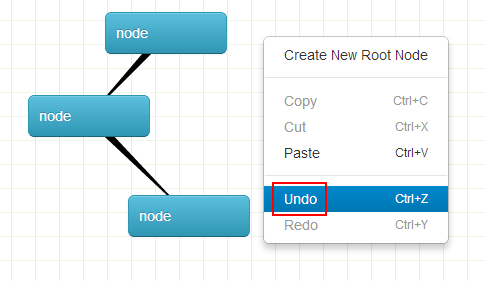 node
node
node
Create New Root Node
Copy Ctrl+C
Cut Ctrl+X
Paste Ctrl+V
Undo Ctrl+Z
Redo Ctrl+Y